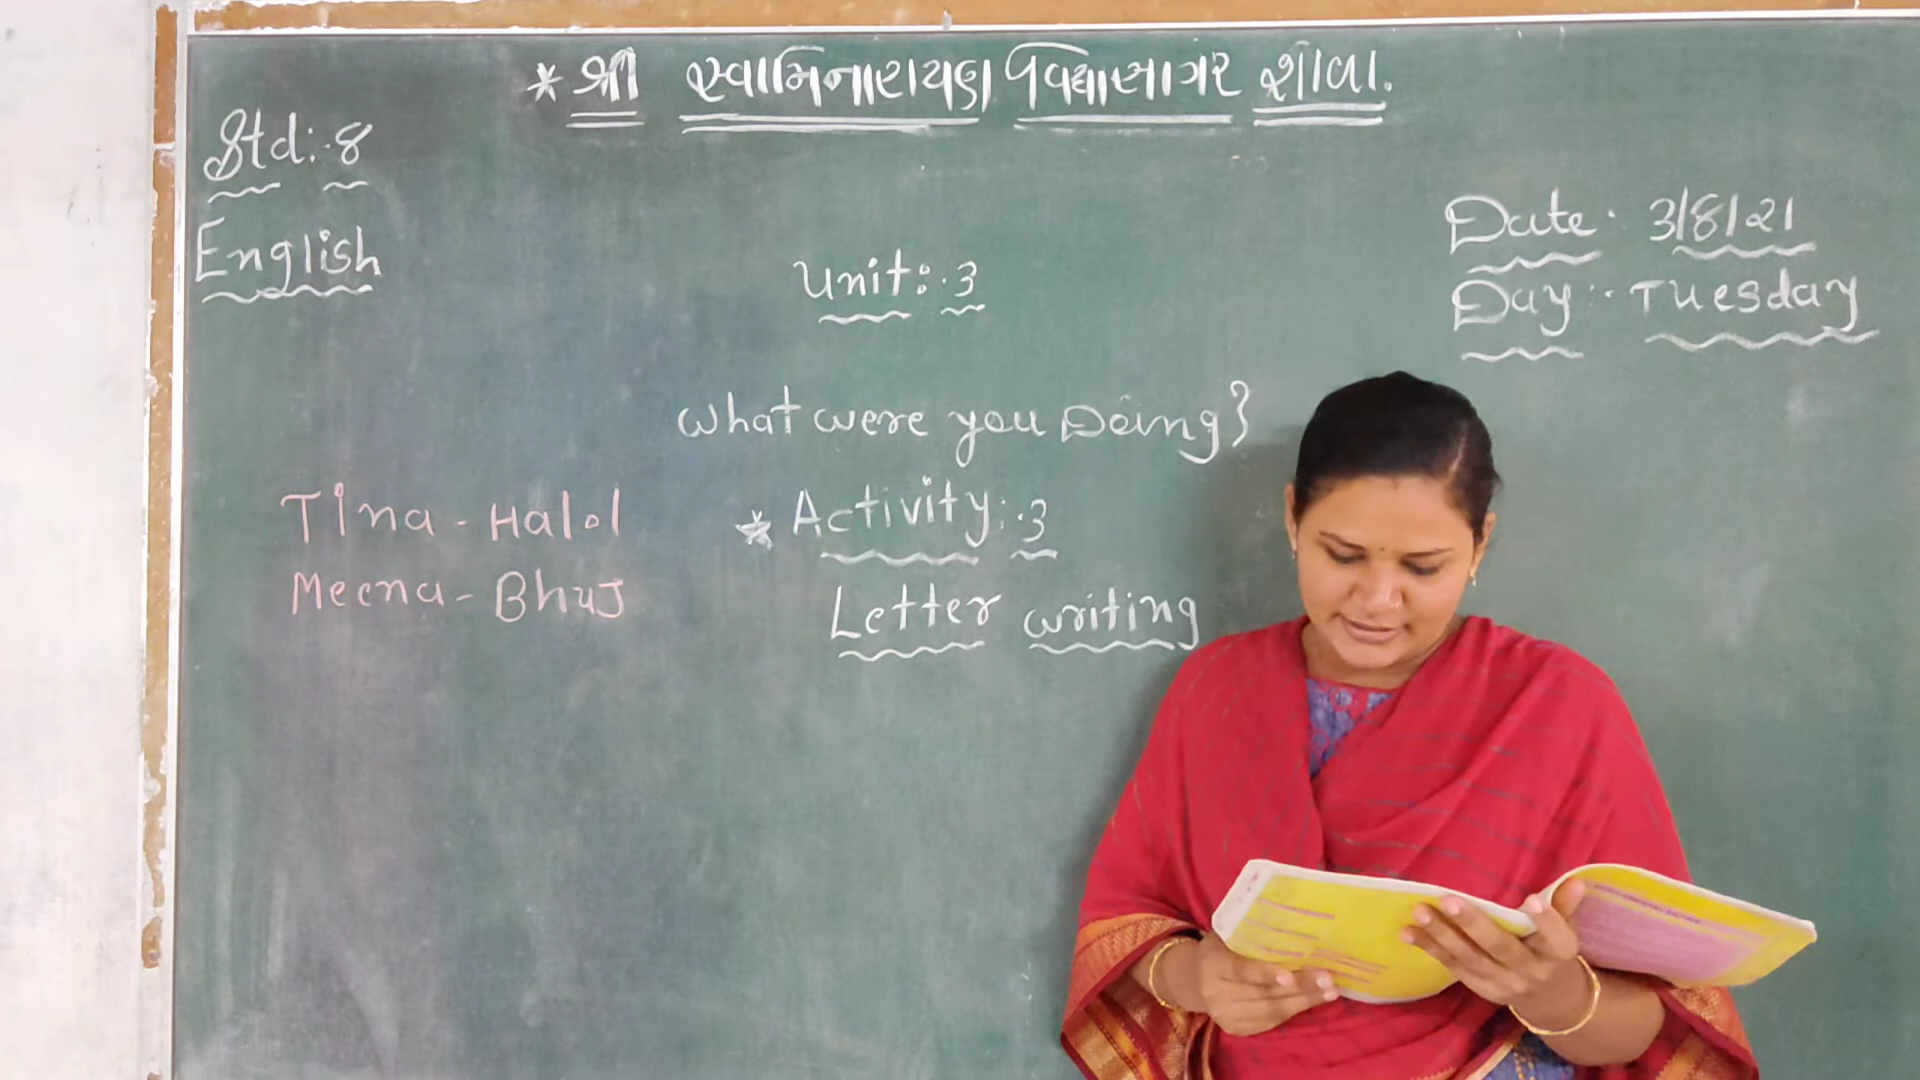 * શ્રી સ્વામિનારાયણ વિદ્યાસાગર શાળા.
Std:- 8
English
Date:- 3/8/21
Day:- Tuesday
Unit:- 3
What were you Doing?
* Activity:- 3
Letter writing
Tina - Halol
Meena - Bhuj